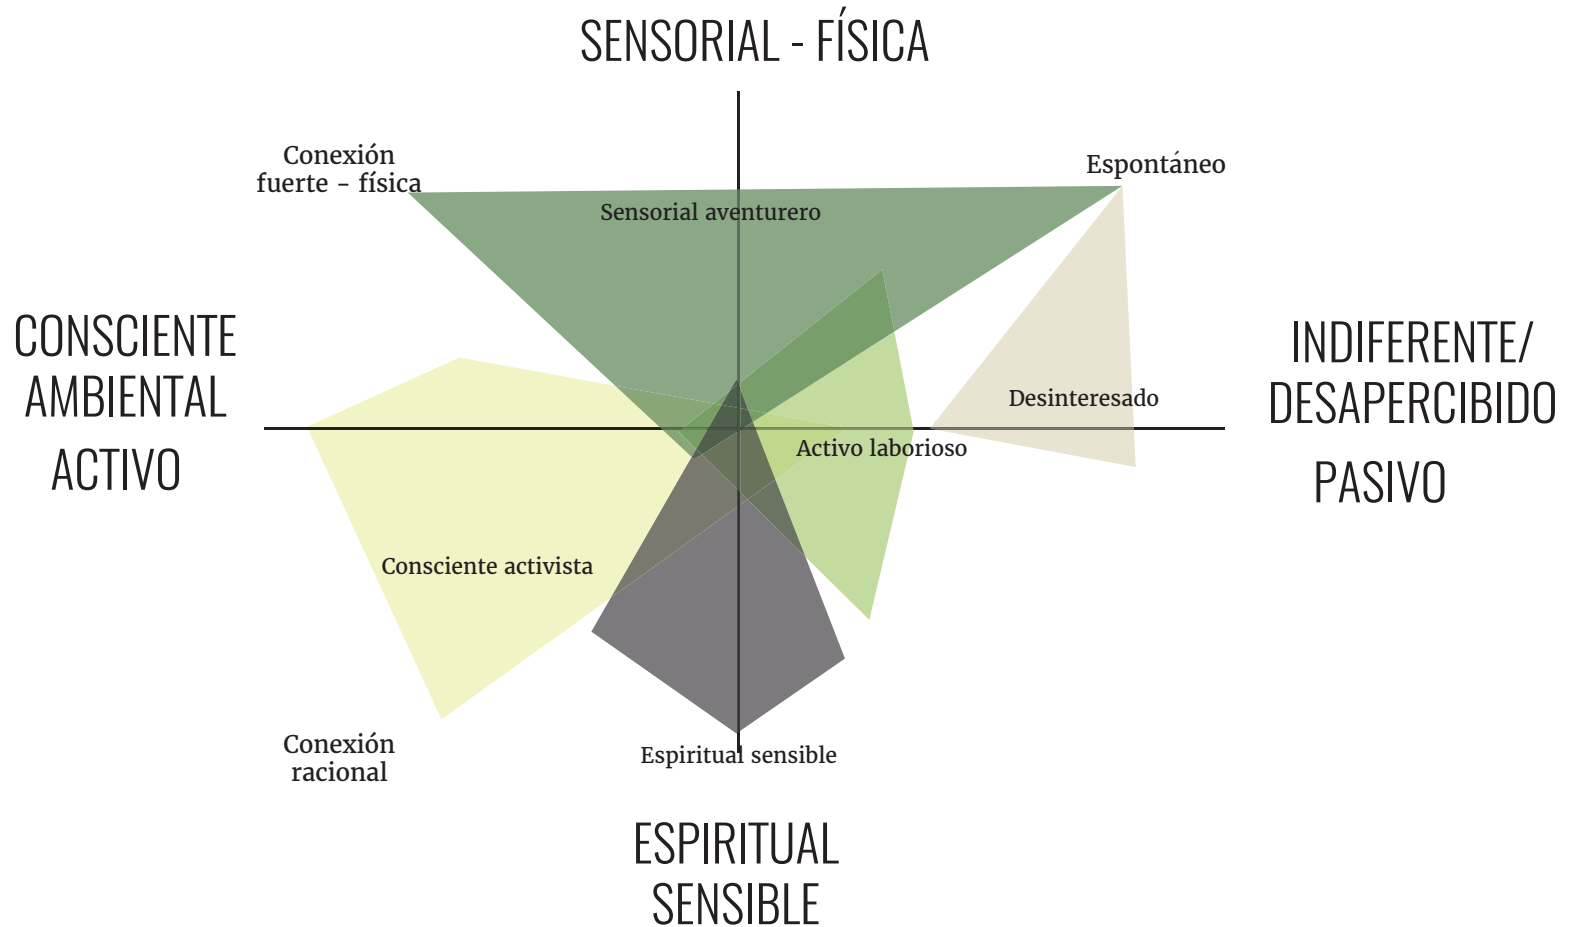 SENSORIAL - FÍSICA
Conexión
fuerte - física
Espontáneo
Sensorial aventurero
CONSCIENTE
AMBIENTAL
ACTIVO
INDIFERENTE/
DESAPERCIBIDO
PASIVO
Desinteresado
Activo laborioso
Consciente activista
Conexión
racional
Espiritual sensible
ESPIRITUAL
SENSIBLE